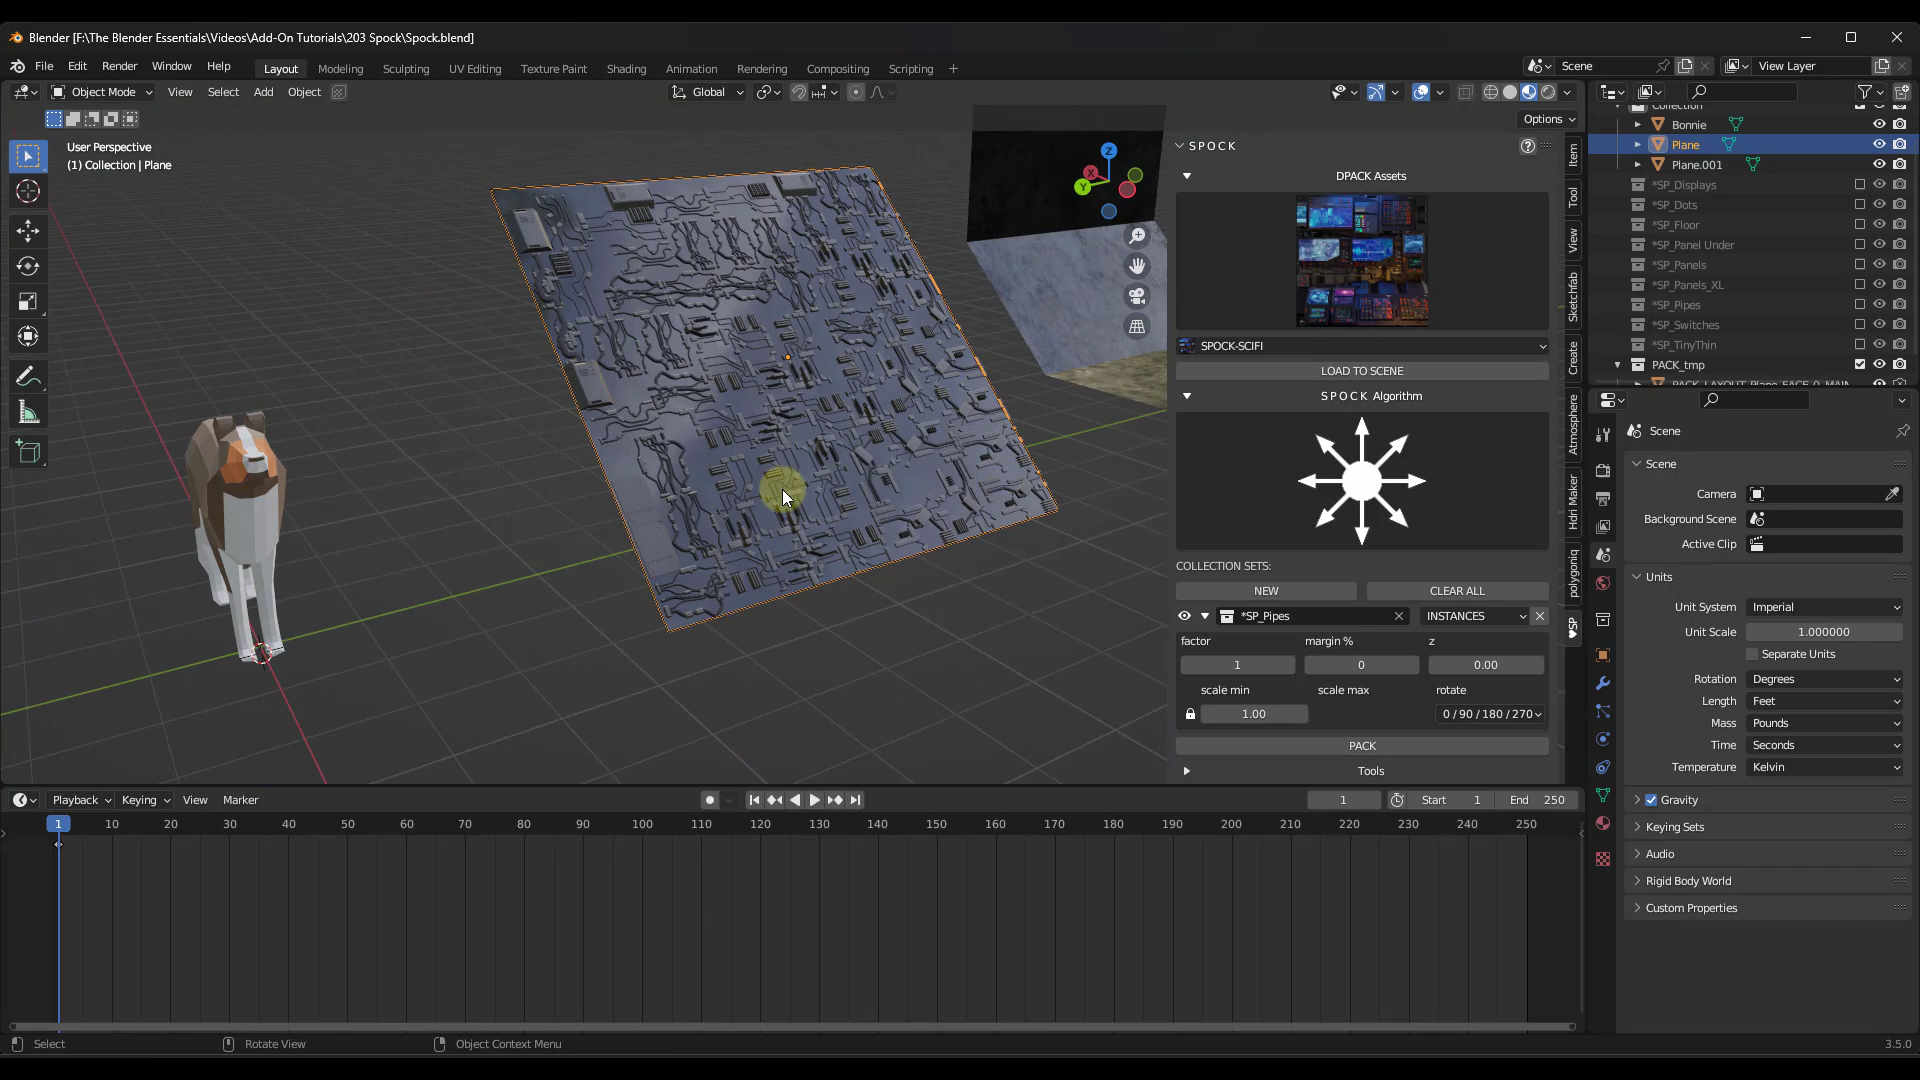 Blender [F:\The Blender Essentials\Videos\Add-On Tutorials\203 Spock\Spock.blend]
File Edit Render Window Help Layout Modeling Sculpting UV Editing Texture Paint Shading Animation Rendering Compositing Scripting + Scene View Layer
Object Mode View Select Add Object Global
Options
User Perspective
(1) Collection | Plane
Z
X
Y
SPOCK
DPACK Assets
SPOCK-SCIFI
LOAD TO SCENE
SPOCK Algorithm
COLLECTION SETS:
NEW CLEAR ALL
*SP_Pipes INSTANCES
factor margin % z
1 0 0.00
scale min scale max rotate
1.00 0 / 90 / 180 / 270
PACK
Tools
Item
Tool
View
Sketchfab
Create
Atmosphere
Hdri Maker
polygoniq
♥SP
Collection
Bonnie
Plane
Plane.001
*SP_Displays
*SP_Dots
*SP_Floor
*SP_Panel Under
*SP_Panels
*SP_Panels_XL
*SP_Pipes
*SP_Switches
*SP_TinyThin
PACK_tmp
PACK_LAYOUT_Plane_FACE_0_MAIN
Scene
Scene
Camera
Background Scene
Active Clip
Units
Unit System Imperial
Unit Scale 1.000000
Separate Units
Rotation Degrees
Length Feet
Mass Pounds
Time Seconds
Temperature Kelvin
Gravity
Keying Sets
Audio
Rigid Body World
Custom Properties
Playback Keying View Marker 1 Start 1 End 250
1 10 20 30 40 50 60 70 80 90 100 110 120 130 140 150 160 170 180 190 200 210 220 230 240 250
Select Rotate View Object Context Menu 3.5.0